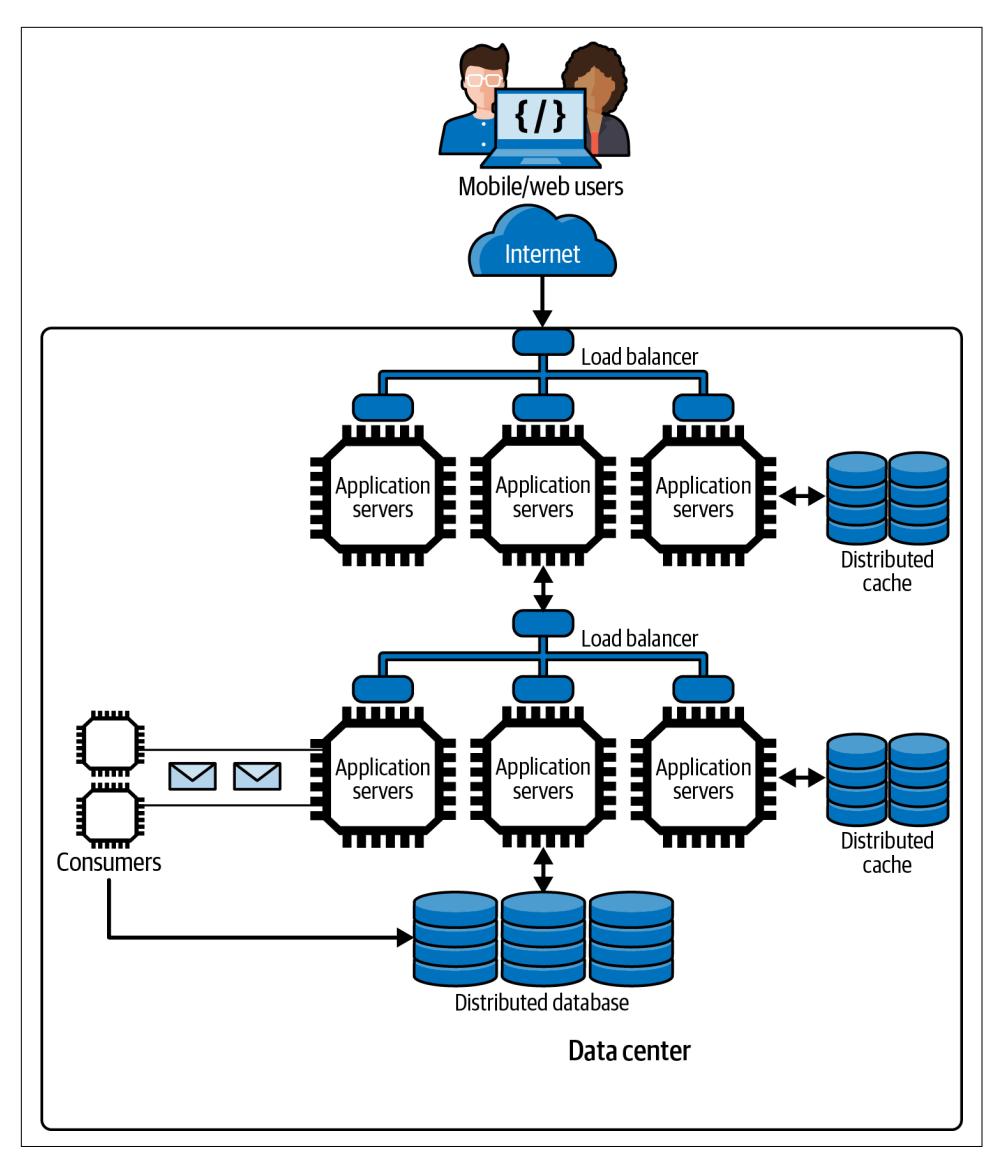 {/}
Mobile/web users
Internet
Load balancer
Application
servers
Application
servers
Application
servers
Distributed
cache
Load balancer
Application
servers
Application
servers
Application
servers
Distributed
cache
Consumers
Distributed database
Data center